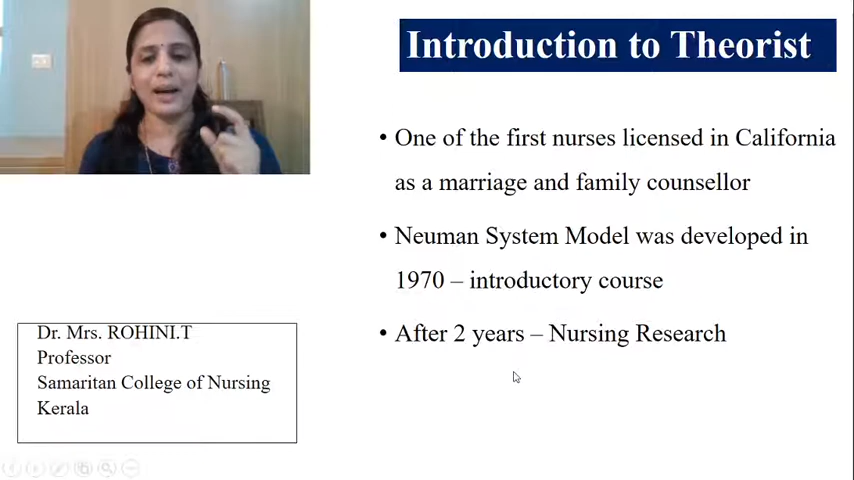 Introduction to Theorist
• One of the first nurses licensed in California
as a marriage and family counsellor
• Neuman System Model was developed in
1970 – introductory course
• After 2 years – Nursing Research
Dr. Mrs. ROHINI.T
Professor
Samaritan College of Nursing
Kerala